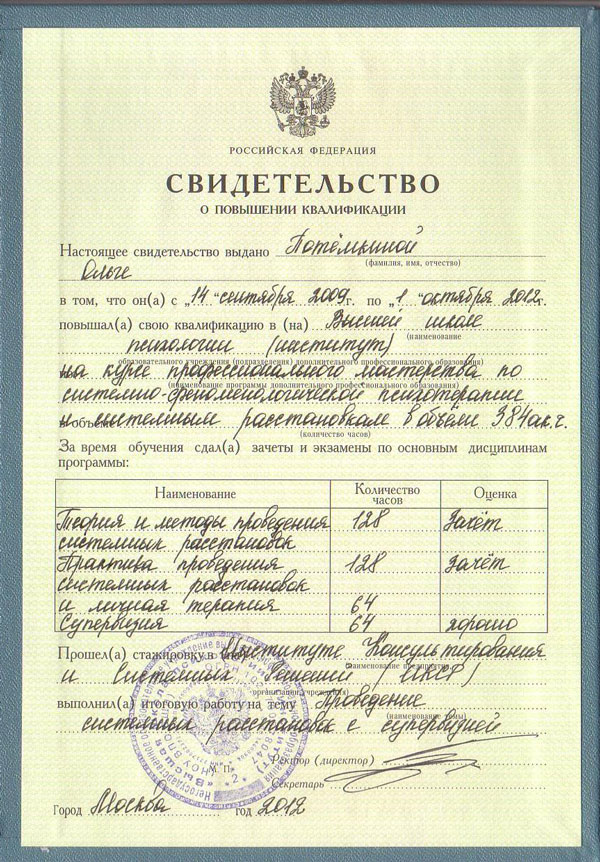 РОССИЙСКАЯ ФЕДЕРАЦИЯ
СВИДЕТЕЛЬСТВО
О ПОВЫШЕНИИ КВАЛИФИКАЦИИ
Настоящее свидетельство выдано Потёмкиной
(фамилия, имя, отчество)
Ольге
в том, что он(а) с „14“ сентября 2009г. по „1“ октября 2012г.
повышал(а) свою квалификацию в (на) Высшей школе
(наименование
психологии (институт)
образовательного учреждения (подразделения) дополнительного профессионального образования)
на курсе профессионального мастерства по
(наименование программы дополнительного профессионального образования)
системно-феноменологической психотерапии
в объёме и системным расстановкам в объёме 384 ак.ч.
(количество часов)
За время обучения сдал(а) зачеты и экзамены по основным дисциплинам
программы:
Наименование Количество часов Оценка
Теория и методы проведения 128 Зачёт
системных расстановок
Практика проведения 128 зачёт
системных расстановок
и личная терапия 64
Супервизия 64 хорошо
Прошел(а) стажировку в (на) Институте Консультирования
(наименование предприятия,
и Системных Решений (ИКСР)
организации, учреждения)
выполнил(а) итоговую работу на тему Проведение
(наименование темы)
системных расстановок с супервизией
Ректор (директор)
М. П.
Секретарь
Город Москва год 2012